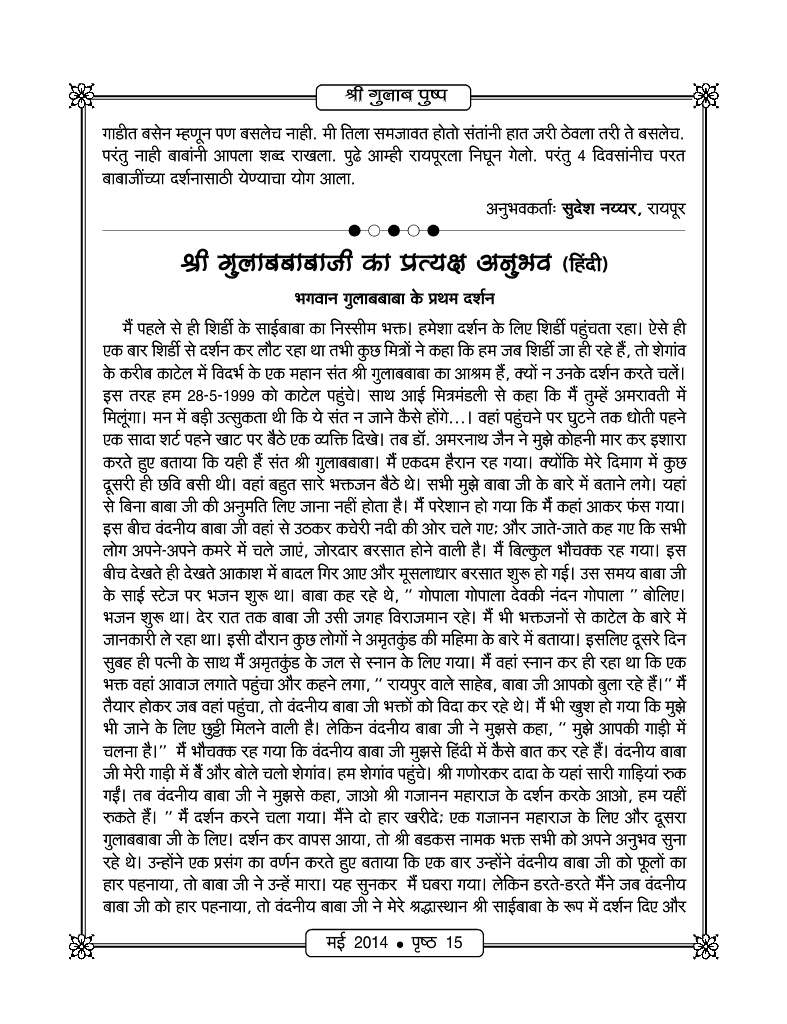 श्री गुलाब पुष्प
गाडीत बसेन म्हणून पण बसलेच नाही. मी तिला समजावत होतो संतांनी हात जरी ठेवला तरी ते बसलेच.
परंतु नाही बाबांनी आपला शब्द राखला. पुढे आम्ही रायपूरला निघून गेलो. परंतु 4 दिवसांनीच परत
बाबाजींच्या दर्शनासाठी येण्याचा योग आला.
अनुभवकर्ताः सुदेश नय्यर, रायपूर
श्री गुलाबबाबाजी का प्रत्यक्ष अनुभव (हिंदी)
भगवान गुलाबबाबा के प्रथम दर्शन
मैं पहले से ही शिर्डी के साईबाबा का निस्सीम भक्त। हमेशा दर्शन के लिए शिर्डी पहुंचता रहा। ऐसे ही
एक बार शिर्डी से दर्शन कर लौट रहा था तभी कुछ मित्रों ने कहा कि हम जब शिर्डी जा ही रहे हैं, तो शेगांव
के करीब काटेल में विदर्भ के एक महान संत श्री गुलाबबाबा का आश्रम हैं, क्यों न उनके दर्शन करते चलें।
इस तरह हम 28-5-1999 को काटेल पहुंचे। साथ आई मित्रमंडली से कहा कि मैं तुम्हें अमरावती में
मिलूंगा। मन में बड़ी उत्सुकता थी कि ये संत न जाने कैसे होंगे...। वहां पहुंचने पर घुटने तक धोती पहने
एक सादा शर्ट पहने खाट पर बैठे एक व्यक्ति दिखे। तब डॉ. अमरनाथ जैन ने मुझे कोहनी मार कर इशारा
करते हुए बताया कि यही हैं संत श्री गुलाबबाबा। मैं एकदम हैरान रह गया। क्योंकि मेरे दिमाग में कुछ
दूसरी ही छवि बसी थी। वहां बहुत सारे भक्तजन बैठे थे। सभी मुझे बाबा जी के बारे में बताने लगे। यहां
से बिना बाबा जी की अनुमति लिए जाना नहीं होता है। मैं परेशान हो गया कि मैं कहां आकर फंस गया।
इस बीच वंदनीय बाबा जी वहां से उठकर कचेरी नदी की ओर चले गए; और जाते-जाते कह गए कि सभी
लोग अपने-अपने कमरे में चले जाएं, जोरदार बरसात होने वाली है। मैं बिल्कुल भौचक्क रह गया। इस
बीच देखते ही देखते आकाश में बादल गिर आए और मूसलाधार बरसात शुरू हो गई। उस समय बाबा जी
के साई स्टेज पर भजन शुरू था। बाबा कह रहे थे, ” गोपाला गोपाला देवकी नंदन गोपाला ” बोलिए।
भजन शुरू था। देर रात तक बाबा जी उसी जगह विराजमान रहे। मैं भी भक्तजनों से काटेल के बारे में
जानकारी ले रहा था। इसी दौरान कुछ लोगों ने अमृतकुंड की महिमा के बारे में बताया। इसलिए दूसरे दिन
सुबह ही पत्नी के साथ मैं अमृतकुंड के जल से स्नान के लिए गया। मैं वहां स्नान कर ही रहा था कि एक
भक्त वहां आवाज लगाते पहुंचा और कहने लगा, ” रायपुर वाले साहेब, बाबा जी आपको बुला रहे हैं।” मैं
तैयार होकर जब वहां पहुंचा, तो वंदनीय बाबा जी भक्तों को विदा कर रहे थे। मैं भी खुश हो गया कि मुझे
भी जाने के लिए छुट्टी मिलने वाली है। लेकिन वंदनीय बाबा जी ने मुझसे कहा, ” मुझे आपकी गाड़ी में
चलना है।” मैं भौचक्क रह गया कि वंदनीय बाबा जी मुझसे हिंदी में कैसे बात कर रहे हैं। वंदनीय बाबा
जी मेरी गाड़ी में और बोले चलो शेगांव। हम शेगांव पहुंचे। श्री गणोरकर दादा के यहां सारी गाड़ियां रुक
गईं। तब वंदनीय बाबा जी ने मुझसे कहा, जाओ श्री गजानन महाराज के दर्शन करके आओ, हम यहीं
रुकते हैं। ” मैं दर्शन करने चला गया। मैंने दो हार खरीदे; एक गजानन महाराज के लिए और दूसरा
गुलाबबाबा जी के लिए। दर्शन कर वापस आया, तो श्री बडकस नामक भक्त सभी को अपने अनुभव सुना
रहे थे। उन्होंने एक प्रसंग का वर्णन करते हुए बताया कि एक बार उन्होंने वंदनीय बाबा जी को फूलों का
हार पहनाया, तो बाबा जी ने उन्हें मारा। यह सुनकर मैं घबरा गया। लेकिन डरते-डरते मैंने जब वंदनीय
बाबा जी को हार पहनाया, तो वंदनीय बाबा जी ने मेरे श्रद्धास्थान श्री साईबाबा के रूप में दर्शन दिए और
मई 2014 ● पृष्ठ 15